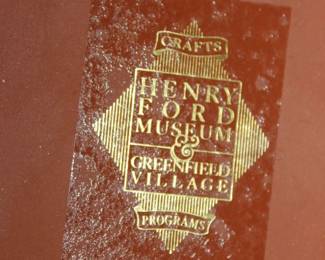 CRAFTS
HENRY
FORD
MUSEUM
&
GREENFIELD
VILLAGE
PROGRAMS